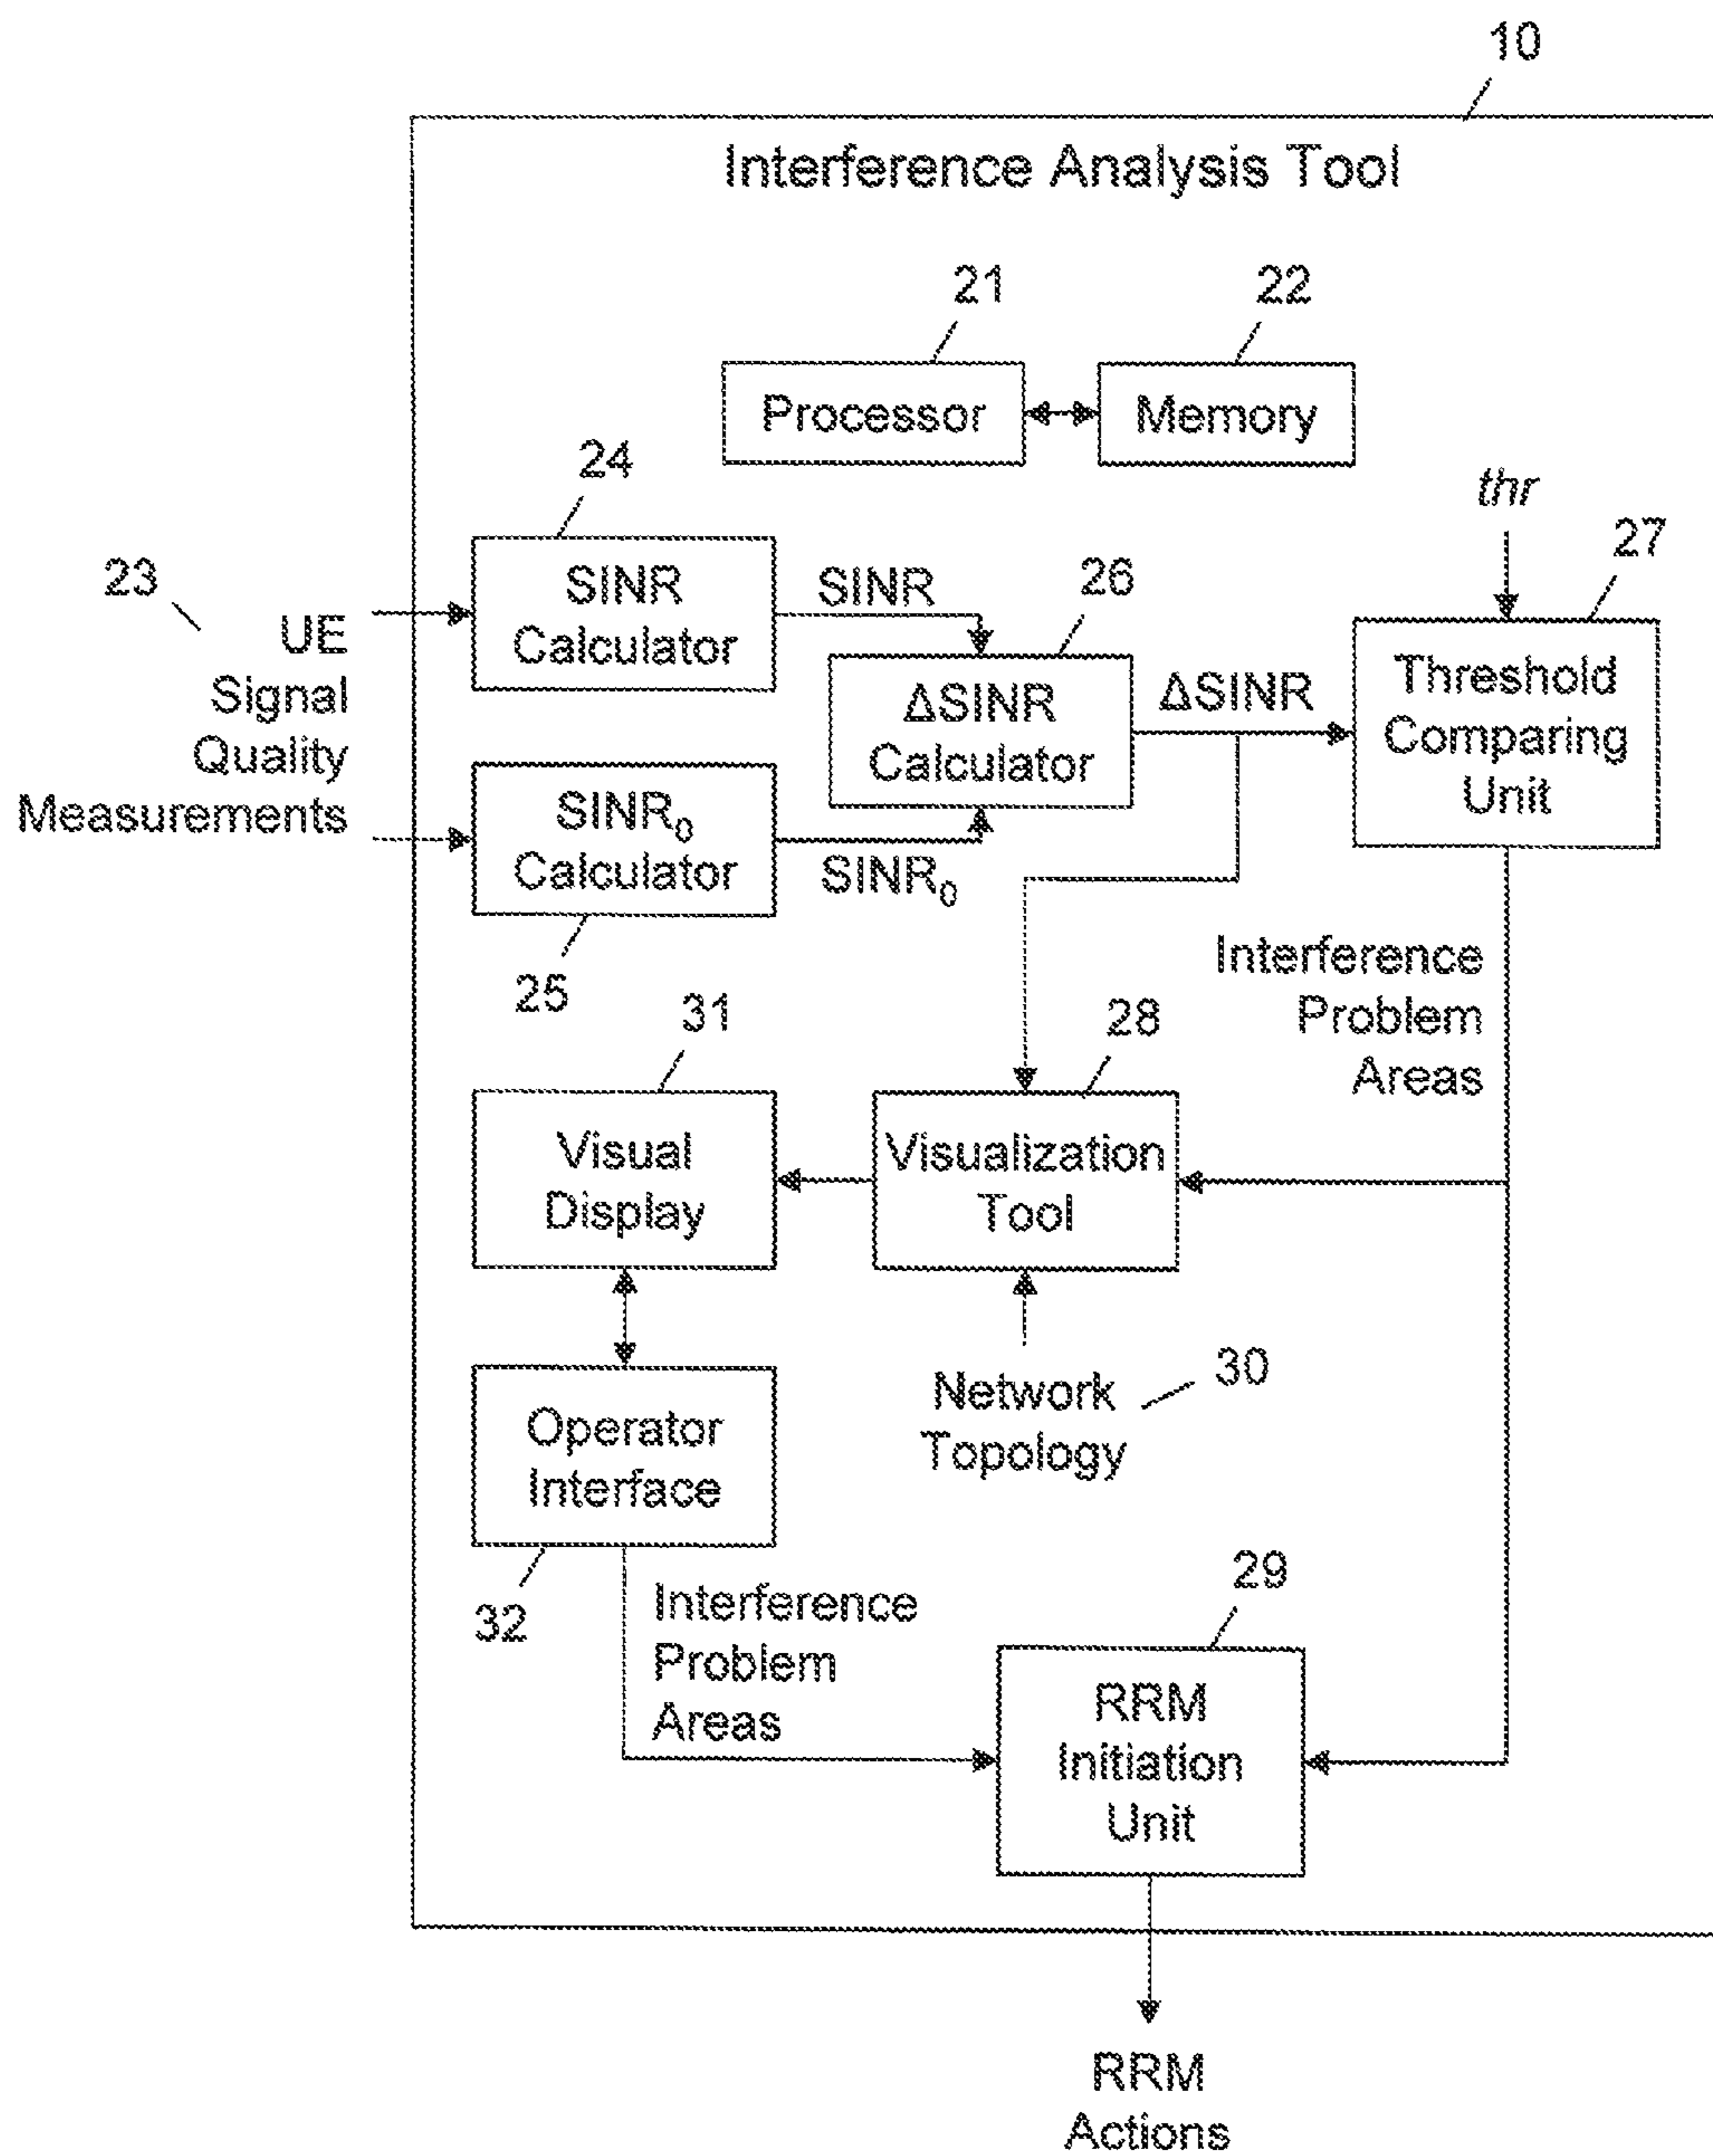 10
Interference Analysis Tool
21
22
Processor
Memory
24
thr
23
27
SINR
Calculator
SINR
26
UE
Signal
Quality
Measurements
ΔSINR
Calculator
ΔSINR
Threshold
Comparing
Unit
SINR₀
Calculator
SINR₀
25
Interference
Problem
Areas
31
28
Visual
Display
Visualization
Tool
Network
Topology
30
Operator
Interface
32
Interference
Problem
Areas
29
RRM
Initiation
Unit
RRM
Actions